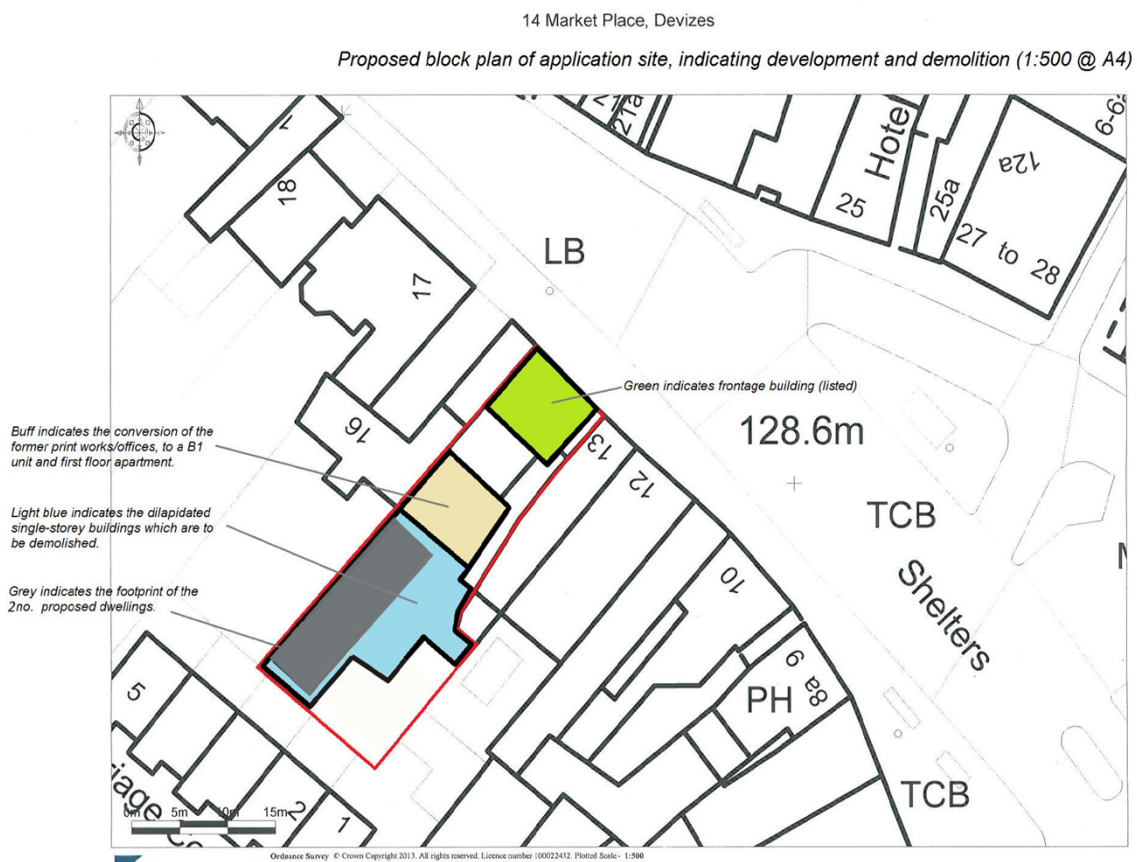 14 Market Place, Devizes
Proposed block plan of application site, indicating development and demolition (1:500 @ A4)
21
21a
Hotel
6-6a
12a
1
18
25
25a
LB
27 to 28
17
Green indicates frontage building (listed)
13
16
128.6m
Buff indicates the conversion of the
former print works/offices, to a B1
unit and first floor apartment.
12
TCB
Light blue indicates the dilapidated
single-storey buildings which are to
be demolished.
10
Shelters
Grey indicates the footprint of the
2no. proposed dwellings.
9
8a
PH
5
2
1
TCB
0m 5m 10m 15m
Ordnance Survey © Crown Copyright 2013. All rights reserved. Licence number 100022432. Plotted Scale - 1:500